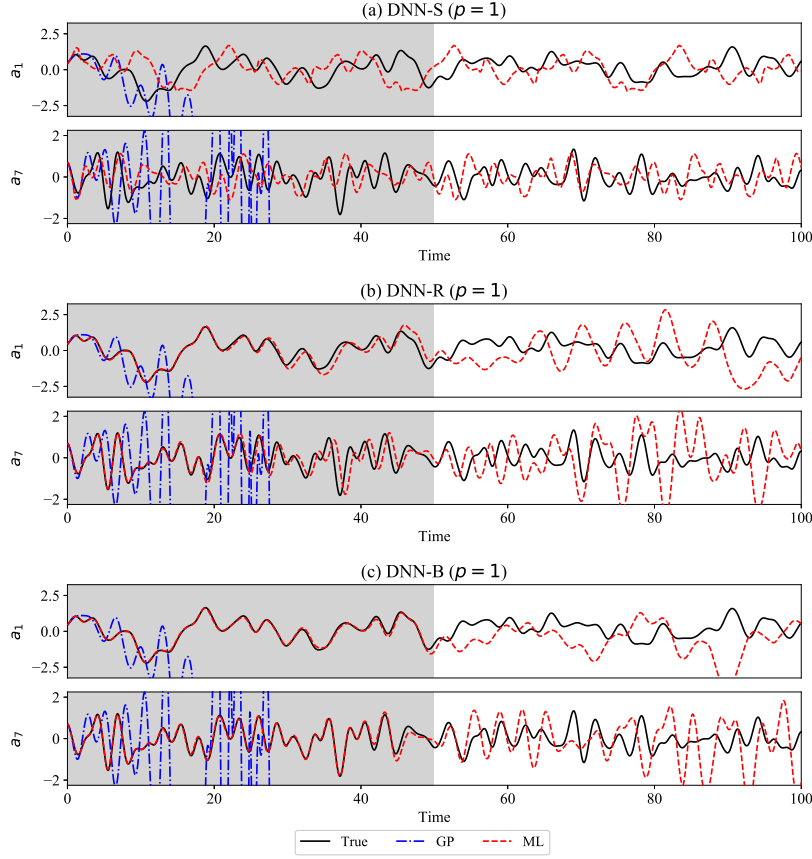 (a) DNN-S (p = 1)
2.5
0.0
−2.5
a₁
2
0
−2
a₇
0 20 40 60 80 100
Time
(b) DNN-R (p = 1)
2.5
0.0
−2.5
a₁
2
0
−2
a₇
0 20 40 60 80 100
Time
(c) DNN-B (p = 1)
2.5
0.0
−2.5
a₁
2
0
−2
a₇
0 20 40 60 80 100
Time
True GP ML